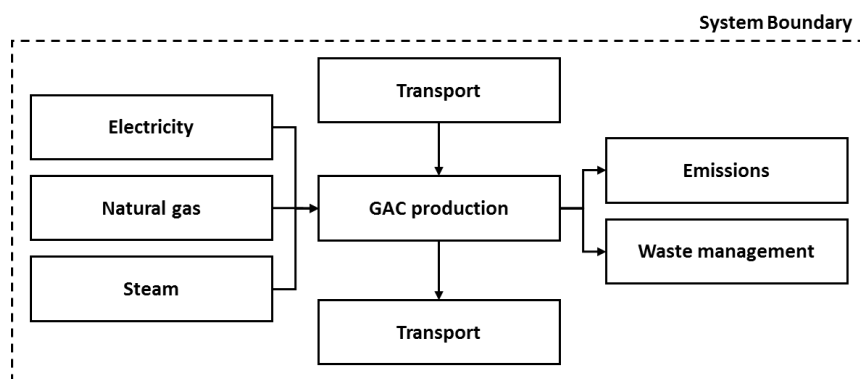 System Boundary
Transport
Electricity
Emissions
Natural gas
GAC production
Waste management
Steam
Transport